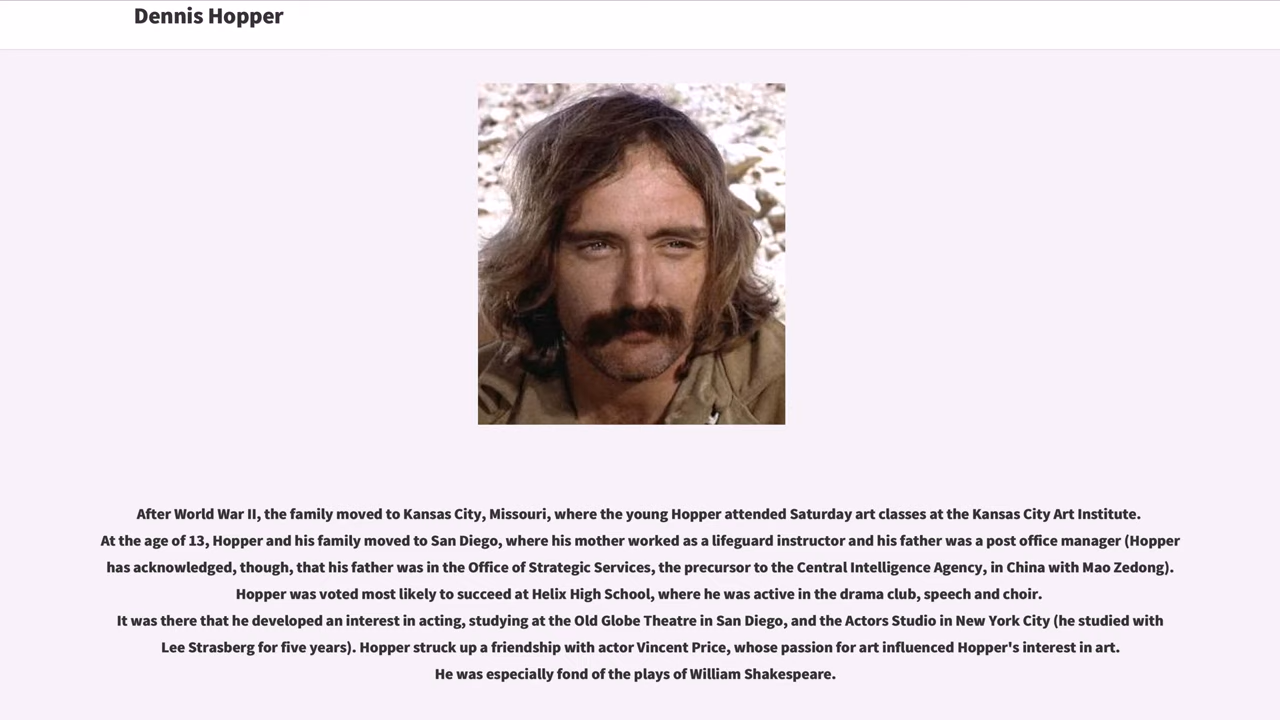 Dennis Hopper
After World War II, the family moved to Kansas City, Missouri, where the young Hopper attended Saturday art classes at the Kansas City Art Institute.
At the age of 13, Hopper and his family moved to San Diego, where his mother worked as a lifeguard instructor and his father was a post office manager (Hopper
has acknowledged, though, that his father was in the Office of Strategic Services, the precursor to the Central Intelligence Agency, in China with Mao Zedong).
Hopper was voted most likely to succeed at Helix High School, where he was active in the drama club, speech and choir.
It was there that he developed an interest in acting, studying at the Old Globe Theatre in San Diego, and the Actors Studio in New York City (he studied with
Lee Strasberg for five years). Hopper struck up a friendship with actor Vincent Price, whose passion for art influenced Hopper's interest in art.
He was especially fond of the plays of William Shakespeare.